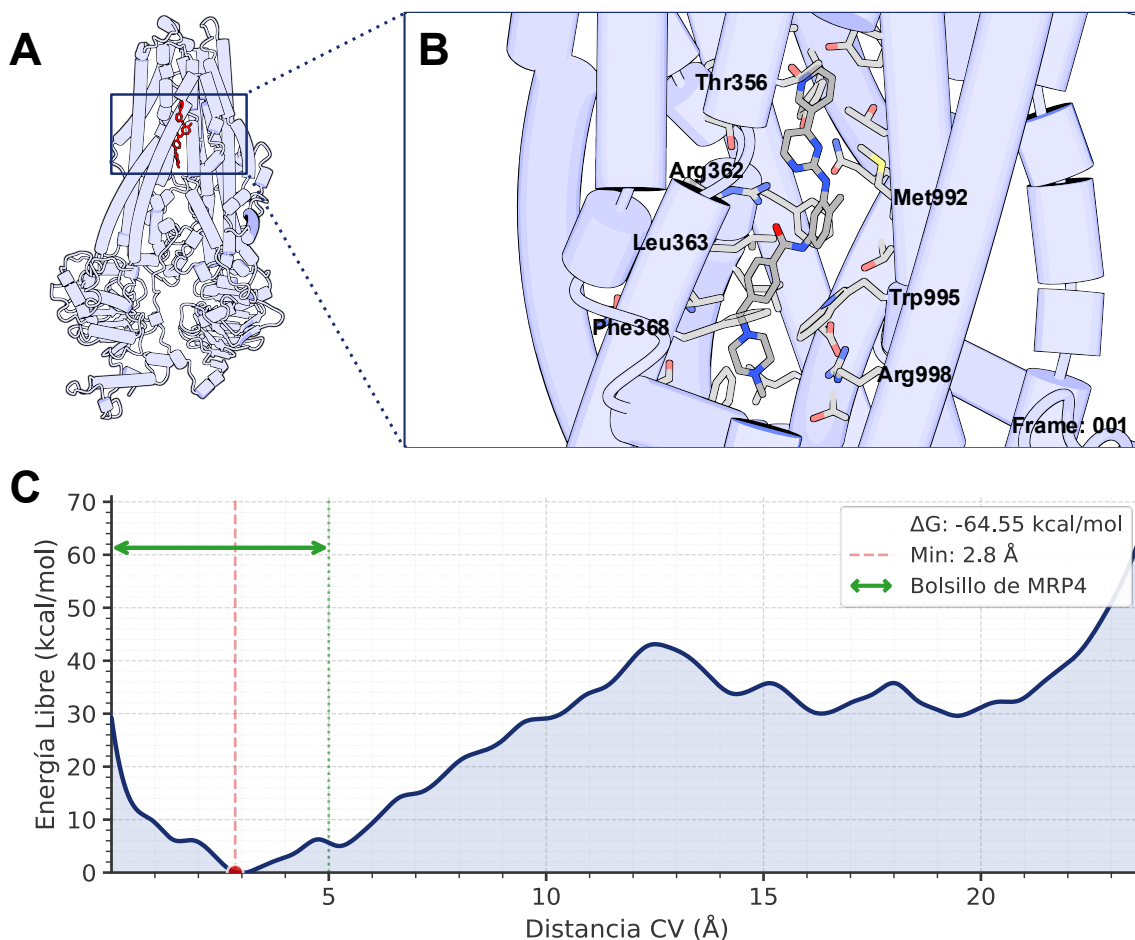 A
B
Thr356
Arg362
Met992
Leu363
Trp995
Phe368
Arg998
Frame: 001
C
70
60
50
40
30
20
10
0
Energía Libre (kcal/mol)
ΔG: -64.55 kcal/mol
Min: 2.8 Å
Bolsillo de MRP4
5
10
15
20
Distancia CV (Å)